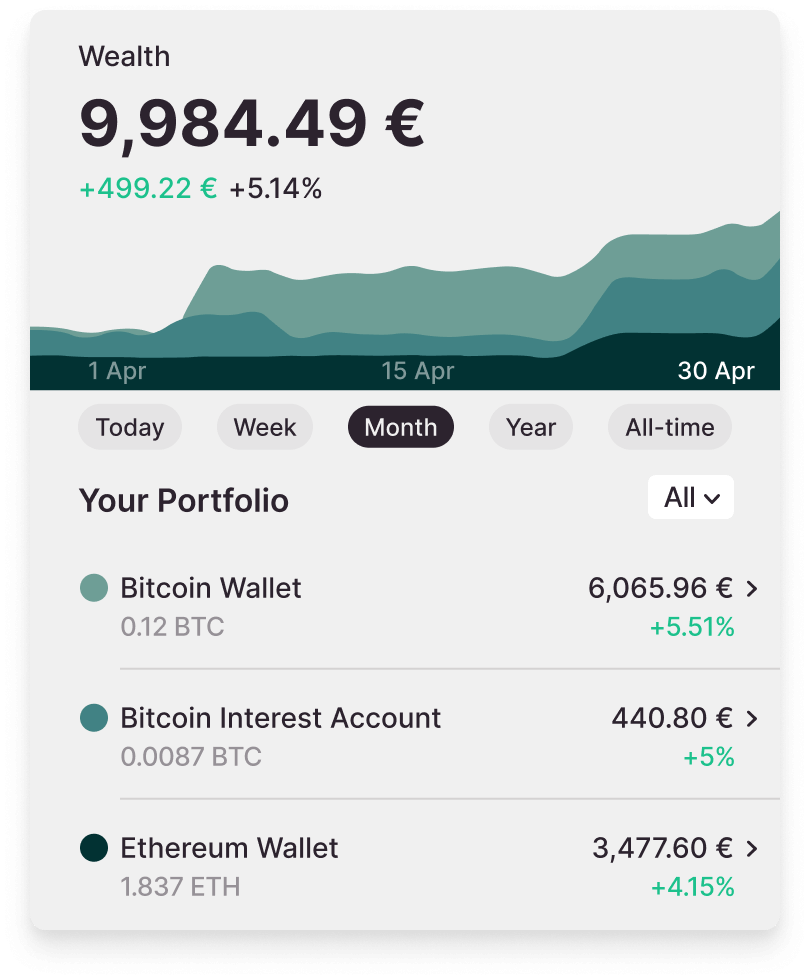 Wealth
9,984.49 €
+499.22 € +5.14%
1 Apr 15 Apr 30 Apr
Today Week Month Year All-time
Your Portfolio All
Bitcoin Wallet 6,065.96 €
0.12 BTC +5.51%
Bitcoin Interest Account 440.80 €
0.0087 BTC +5%
Ethereum Wallet 3,477.60 €
1.837 ETH +4.15%